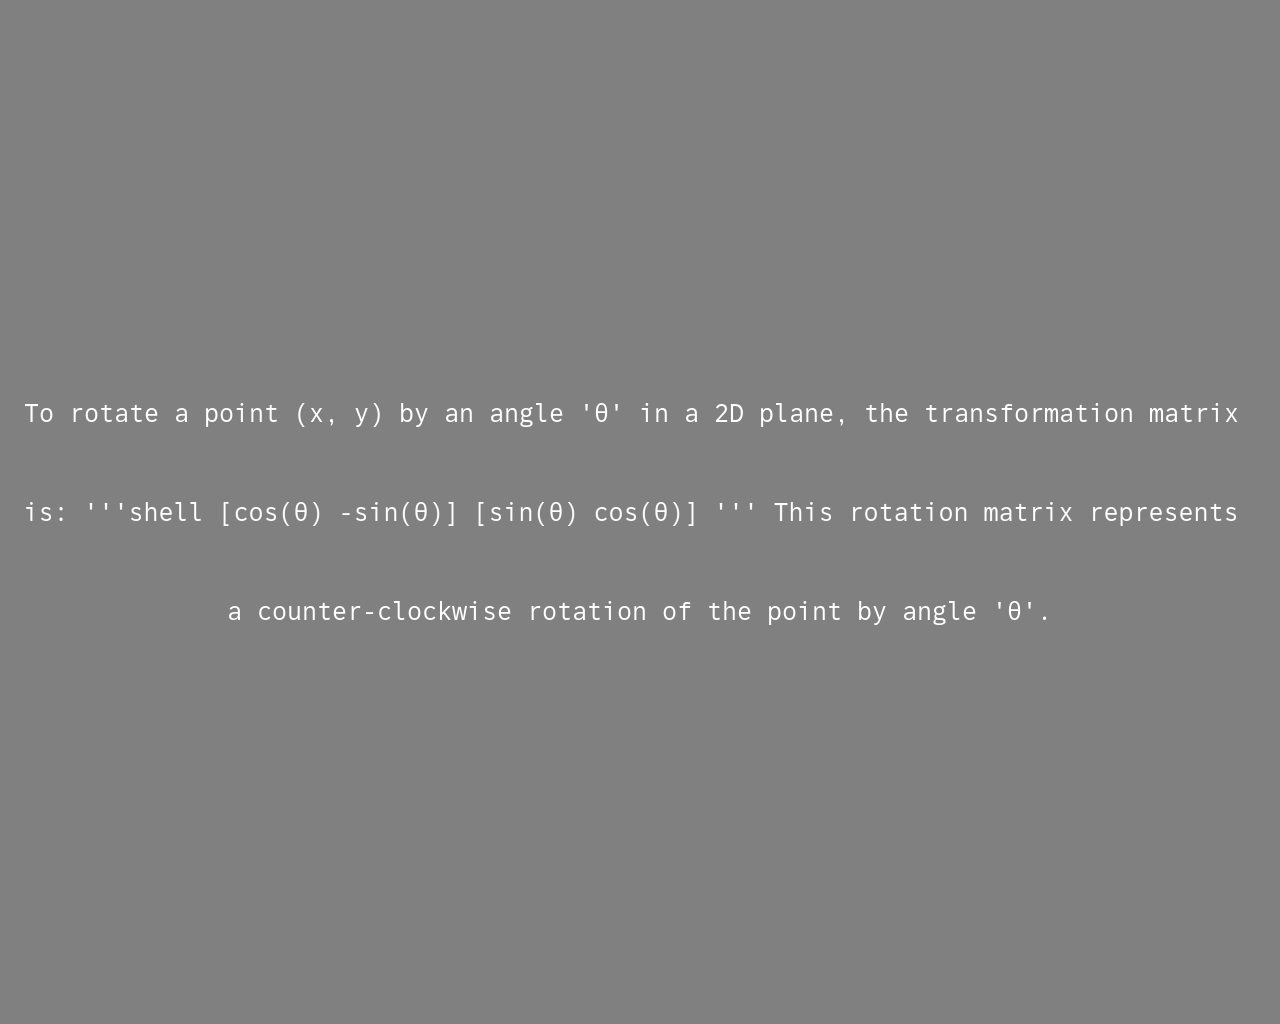 To rotate a point (x, y) by an angle 'θ' in a 2D plane, the transformation matrix
is: '''shell [cos(θ) -sin(θ)] [sin(θ) cos(θ)] ''' This rotation matrix represents
a counter-clockwise rotation of the point by angle 'θ'.